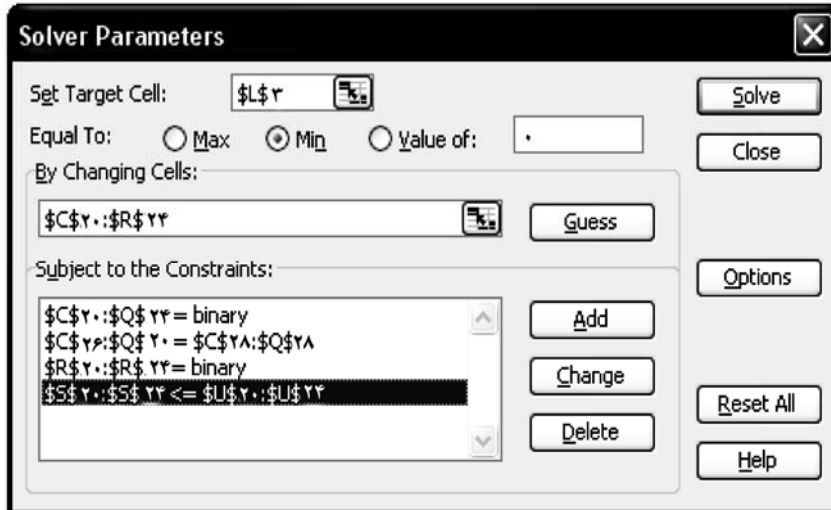 Solver Parameters
Set Target Cell: $L$۳
Equal To: Max Min Value of: ۰
By Changing Cells:
$C$۲۰:$R$۲۴
Subject to the Constraints:
$C$۲۰:$Q$ ۲۴= binary
$C$۲۶:$Q$ ۲۰ = $C$۲۸:$Q$۲۸
$R$۲۰:$R$ ۲۴= binary
$S$۲۰:$S$ ۲۴ <= $U$۲۰:$U$۲۴
Solve
Close
Guess
Options
Add
Change
Delete
Reset All
Help